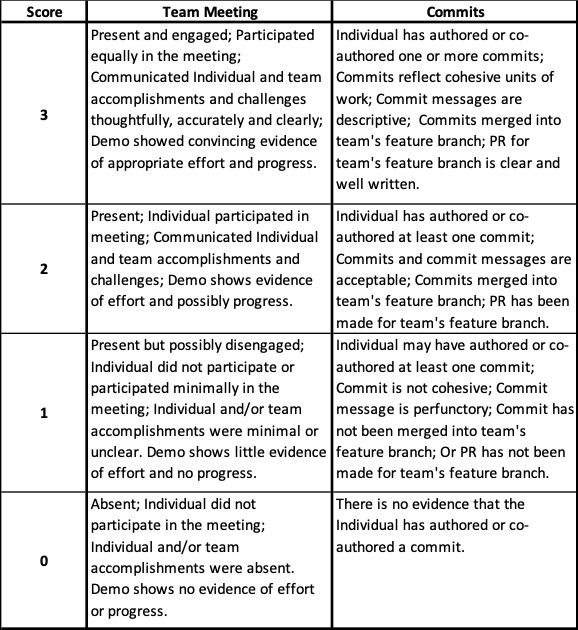 Score Team Meeting Commits
3
Present and engaged; Participated
equally in the meeting;
Communicated Individual and team
accomplishments and challenges
thoughtfully, accurately and clearly;
Demo showed convincing evidence
of appropriate effort and progress.
Individual has authored or co-
authored one or more commits;
Commits reflect cohesive units of
work; Commit messages are
descriptive;  Commits merged into
team's feature branch; PR for
team's feature branch is clear and
well written.
2
Present; Individual participated in
meeting; Communicated Individual
and team accomplishments and
challenges; Demo shows evidence
of effort and possibly progress.
Individual has authored or co-
authored at least one commit;
Commits and commit messages are
acceptable; Commits merged into
team's feature branch; PR has been
made for team's feature branch.
1
Present but possibly disengaged;
Individual did not participate or
participated minimally in the
meeting; Individual and/or team
accomplishments were minimal or
unclear. Demo shows little evidence
of effort and no progress.
Individual may have authored or co-
authored at least one commit;
Commit is not cohesive; Commit
message is perfunctory; Commit has
not been merged into team's
feature branch; Or PR has not been
made for team's feature branch.
0
Absent; Individual did not
participate in the meeting;
Individual and/or team
accomplishments were absent.
Demo shows no evidence of effort
or progress.
There is no evidence that the
Individual has authored or co-
authored a commit.